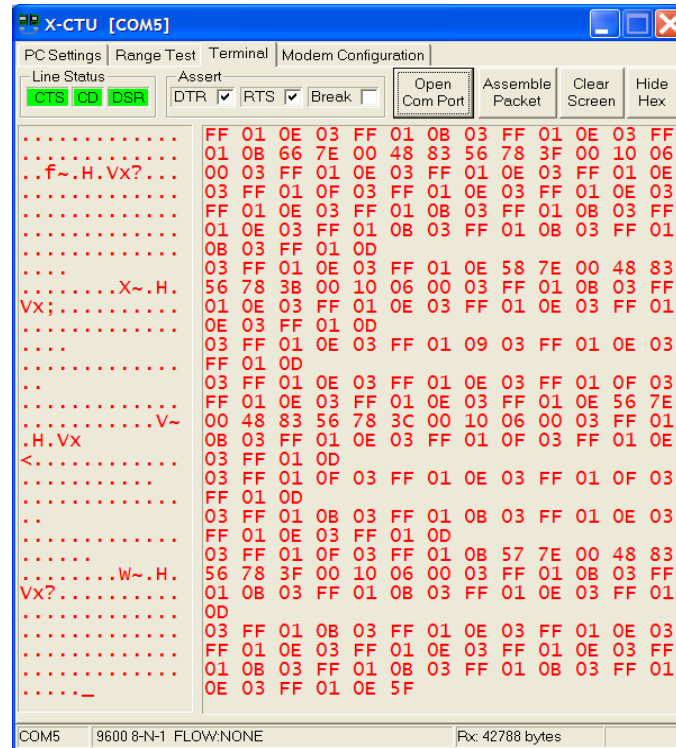 X-CTU [COM5]
PC Settings Range Test Terminal Modem Configuration
Line Status Assert
CTS CD DSR DTR RTS Break
Open Com Port Assemble Packet Clear Screen Hide Hex
............. FF 01 0E 03 FF 01 0B 03 FF 01 0E 03 FF
............. 01 0B 66 7E 00 48 83 56 78 3F 00 10 06
..f~.H.Vx?... 00 03 FF 01 0E 03 FF 01 0E 03 FF 01 0E
............. 03 FF 01 0F 03 FF 01 0E 03 FF 01 0E 03
............. FF 01 0E 03 FF 01 0B 03 FF 01 0B 03 FF
............. 01 0E 03 FF 01 0B 03 FF 01 0B 03 FF 01
............. 0B 03 FF 01 0D
.... 03 FF 01 0E 03 FF 01 0E 58 7E 00 48 83
........X~.H. 56 78 3B 00 10 06 00 03 FF 01 0B 03 FF
Vx;.......... 01 0E 03 FF 01 0E 03 FF 01 0E 03 FF 01
............. 0E 03 FF 01 0D
.... 03 FF 01 0E 03 FF 01 09 03 FF 01 0E 03
............. FF 01 0D
.. 03 FF 01 0E 03 FF 01 0E 03 FF 01 0F 03
............. FF 01 0E 03 FF 01 0E 03 FF 01 0E 56 7E
...........V~ 00 48 83 56 78 3C 00 10 06 00 03 FF 01
.H.Vx 0B 03 FF 01 0E 03 FF 01 0F 03 FF 01 0E
<............ 03 FF 01 0D
........... 03 FF 01 0F 03 FF 01 0E 03 FF 01 0F 03
............. FF 01 0D
.. 03 FF 01 0B 03 FF 01 0B 03 FF 01 0E 03
............. FF 01 0E 03 FF 01 0D
...... 03 FF 01 0F 03 FF 01 0B 57 7E 00 48 83
........W~.H. 56 78 3F 00 10 06 00 03 FF 01 0B 03 FF
Vx?.......... 01 0B 03 FF 01 0B 03 FF 01 0E 03 FF 01
............. 0D
............. 03 FF 01 0B 03 FF 01 0E 03 FF 01 0E 03
............. FF 01 0E 03 FF 01 0E 03 FF 01 0E 03 FF
............. 01 0B 03 FF 01 0B 03 FF 01 0B 03 FF 01
....._ 0E 03 FF 01 0E 5F
COM5 9600 8-N-1 FLOW:NONE Rx: 42788 bytes